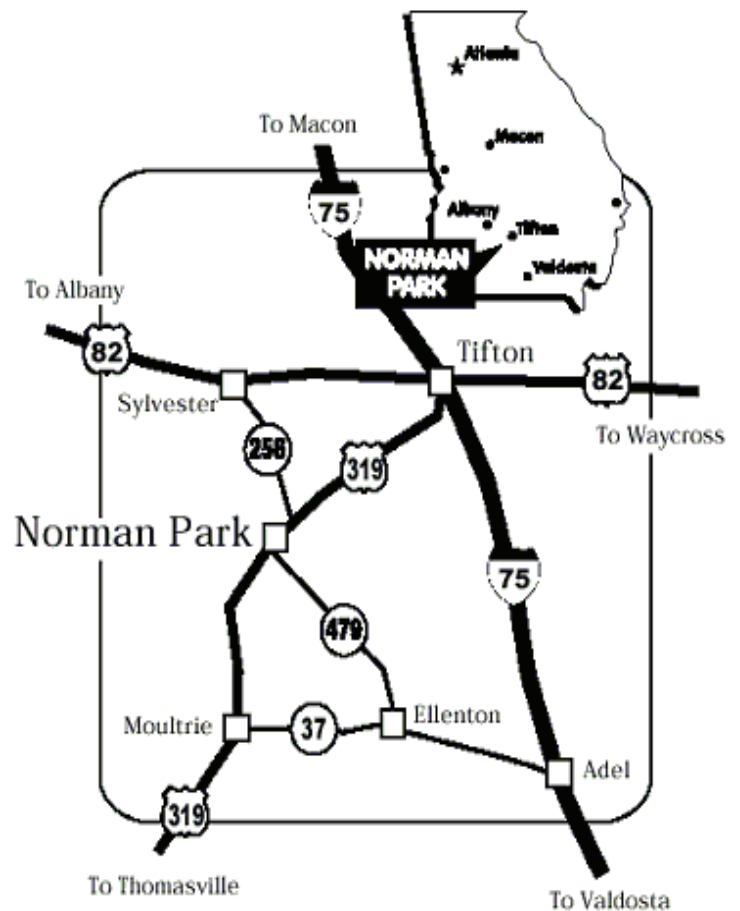 Atlanta
To Macon
Macon
75
Albany
Tifton
NORMAN
PARK
Valdosta
To Albany
82
Tifton
82
Sylvester
To Waycross
256
319
Norman Park
75
479
Moultrie
37
Ellenton
Adel
319
To Thomasville
To Valdosta